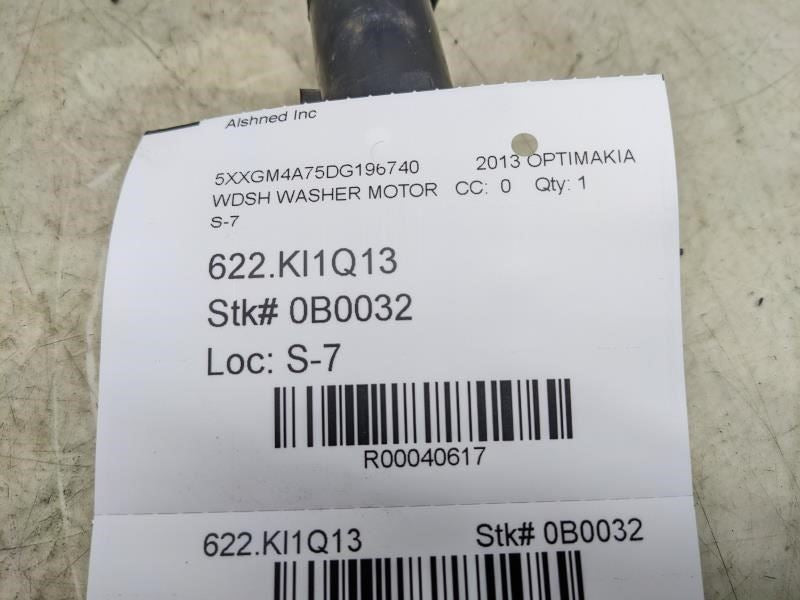 Alshned Inc
5XXGM4A75DG196740 2013 OPTIMAKIA
WDSH WASHER MOTOR CC: 0 Qty: 1
S-7
622.KI1Q13
Stk# 0B0032
Loc: S-7
R00040617
622.KI1Q13 Stk# 0B0032